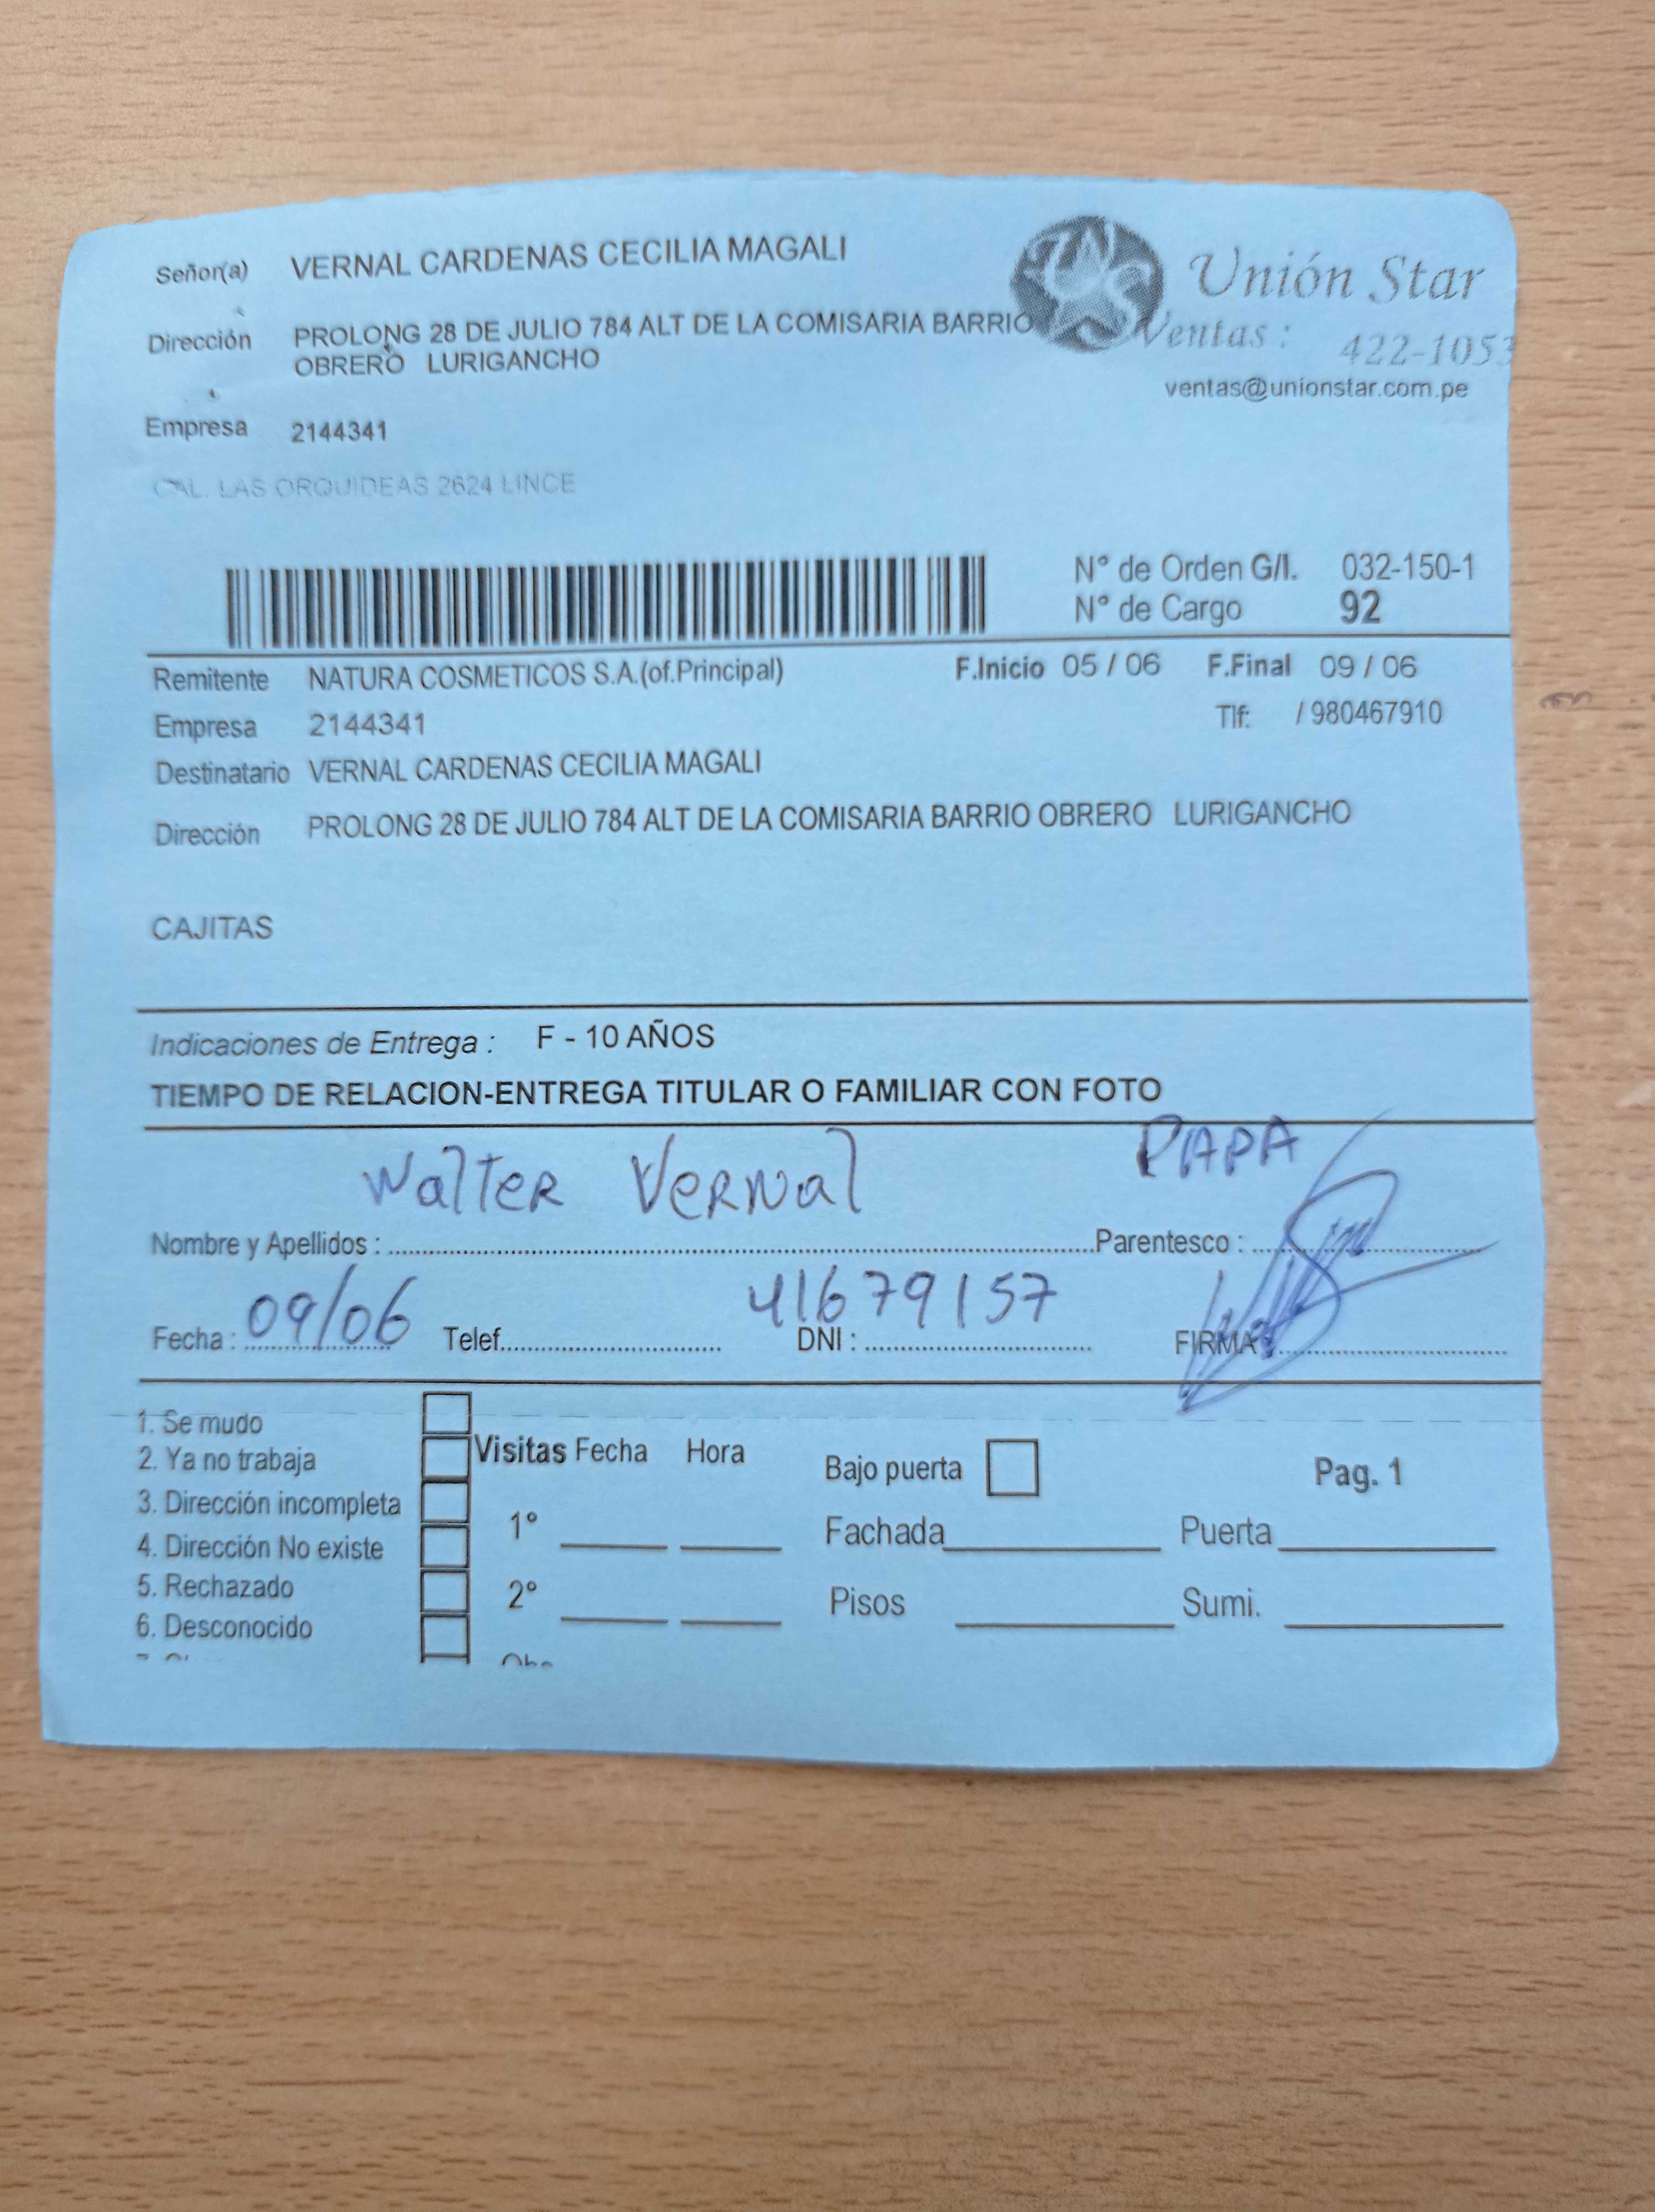 Señor(a) VERNAL CARDENAS CECILIA MAGALI
Unión Star
Dirección PROLONG 28 DE JULIO 784 ALT DE LA COMISARIA BARRIO
OBRERO LURIGANCHO
Ventas : 422-1053
ventas@unionstar.com.pe
Empresa 2144341
CAL. LAS ORQUIDEAS 2624 LINCE
N° de Orden G/I. 032-150-1
N° de Cargo 92
Remitente NATURA COSMETICOS S.A.(of.Principal) F.Inicio 05 / 06 F.Final 09 / 06
Empresa 2144341 Tlf: / 980467910
Destinatario VERNAL CARDENAS CECILIA MAGALI
Dirección PROLONG 28 DE JULIO 784 ALT DE LA COMISARIA BARRIO OBRERO LURIGANCHO
CAJITAS
Indicaciones de Entrega : F - 10 AÑOS
TIEMPO DE RELACION-ENTREGA TITULAR O FAMILIAR CON FOTO
Walter Vernal PAPA
Nombre y Apellidos : Parentesco :
09/06 41679157
Fecha : Telef. DNI : FIRMA :
1. Se mudo
2. Ya no trabaja
3. Dirección incompleta
4. Dirección No existe
5. Rechazado
6. Desconocido
Visitas Fecha Hora
1°
2°
Bajo puerta Pag. 1
Fachada Puerta
Pisos Sumi.